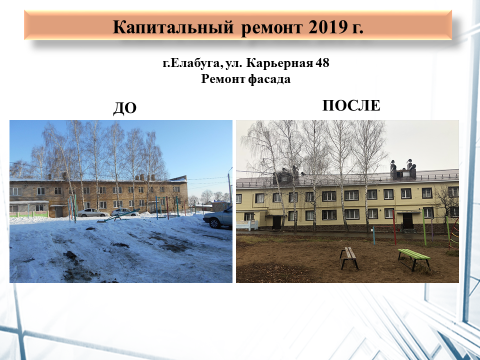 Капитальный ремонт 2019 г.
г.Елабуга, ул. Карьерная 48
Ремонт фасада
ДО
ПОСЛЕ